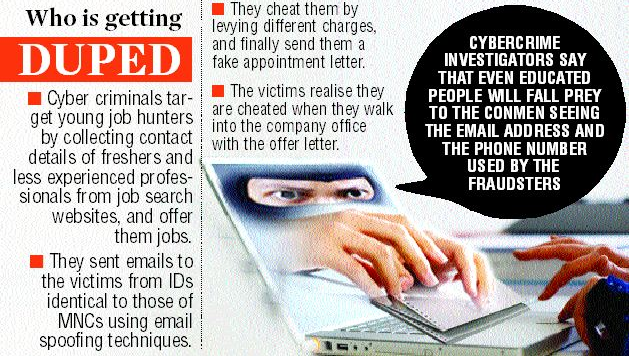 Who is getting
DUPED
■ Cyber criminals tar-
get young job hunters
by collecting contact
details of freshers and
less experienced profes-
sionals from job search
websites, and offer
them jobs.
■ They sent emails to
the victims from IDs
identical to those of
MNCs using email
spoofing techniques.
■ They cheat them by
levying different charges,
and finally send them a
fake appointment letter.
■ The victims realise they
are cheated when they walk
into the company office
with the offer letter.
CYBERCRIME
INVESTIGATORS SAY
THAT EVEN EDUCATED
PEOPLE WILL FALL PREY
TO THE CONMEN SEEING
THE EMAIL ADDRESS AND
THE PHONE NUMBER
USED BY THE
FRAUDSTERS